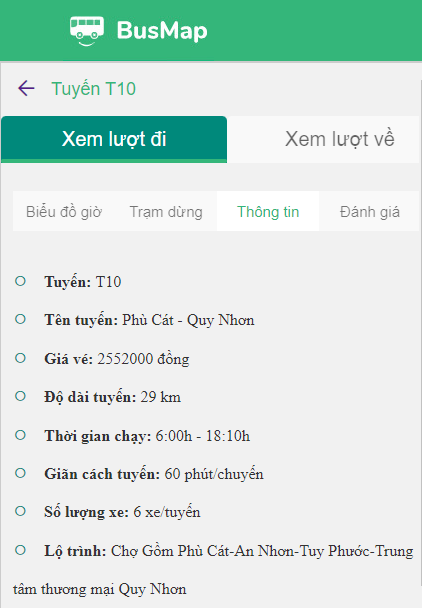 BusMap
Tuyến T10
Xem lượt đi Xem lượt về
Biểu đồ giờ Trạm dừng Thông tin Đánh giá
Tuyến: T10
Tên tuyến: Phù Cát - Quy Nhơn
Giá vé: 2552000 đồng
Độ dài tuyến: 29 km
Thời gian chạy: 6:00h - 18:10h
Giãn cách tuyến: 60 phút/chuyến
Số lượng xe: 6 xe/tuyến
Lộ trình: Chợ Gồm Phù Cát-An Nhơn-Tuy Phước-Trung
tâm thương mại Quy Nhơn